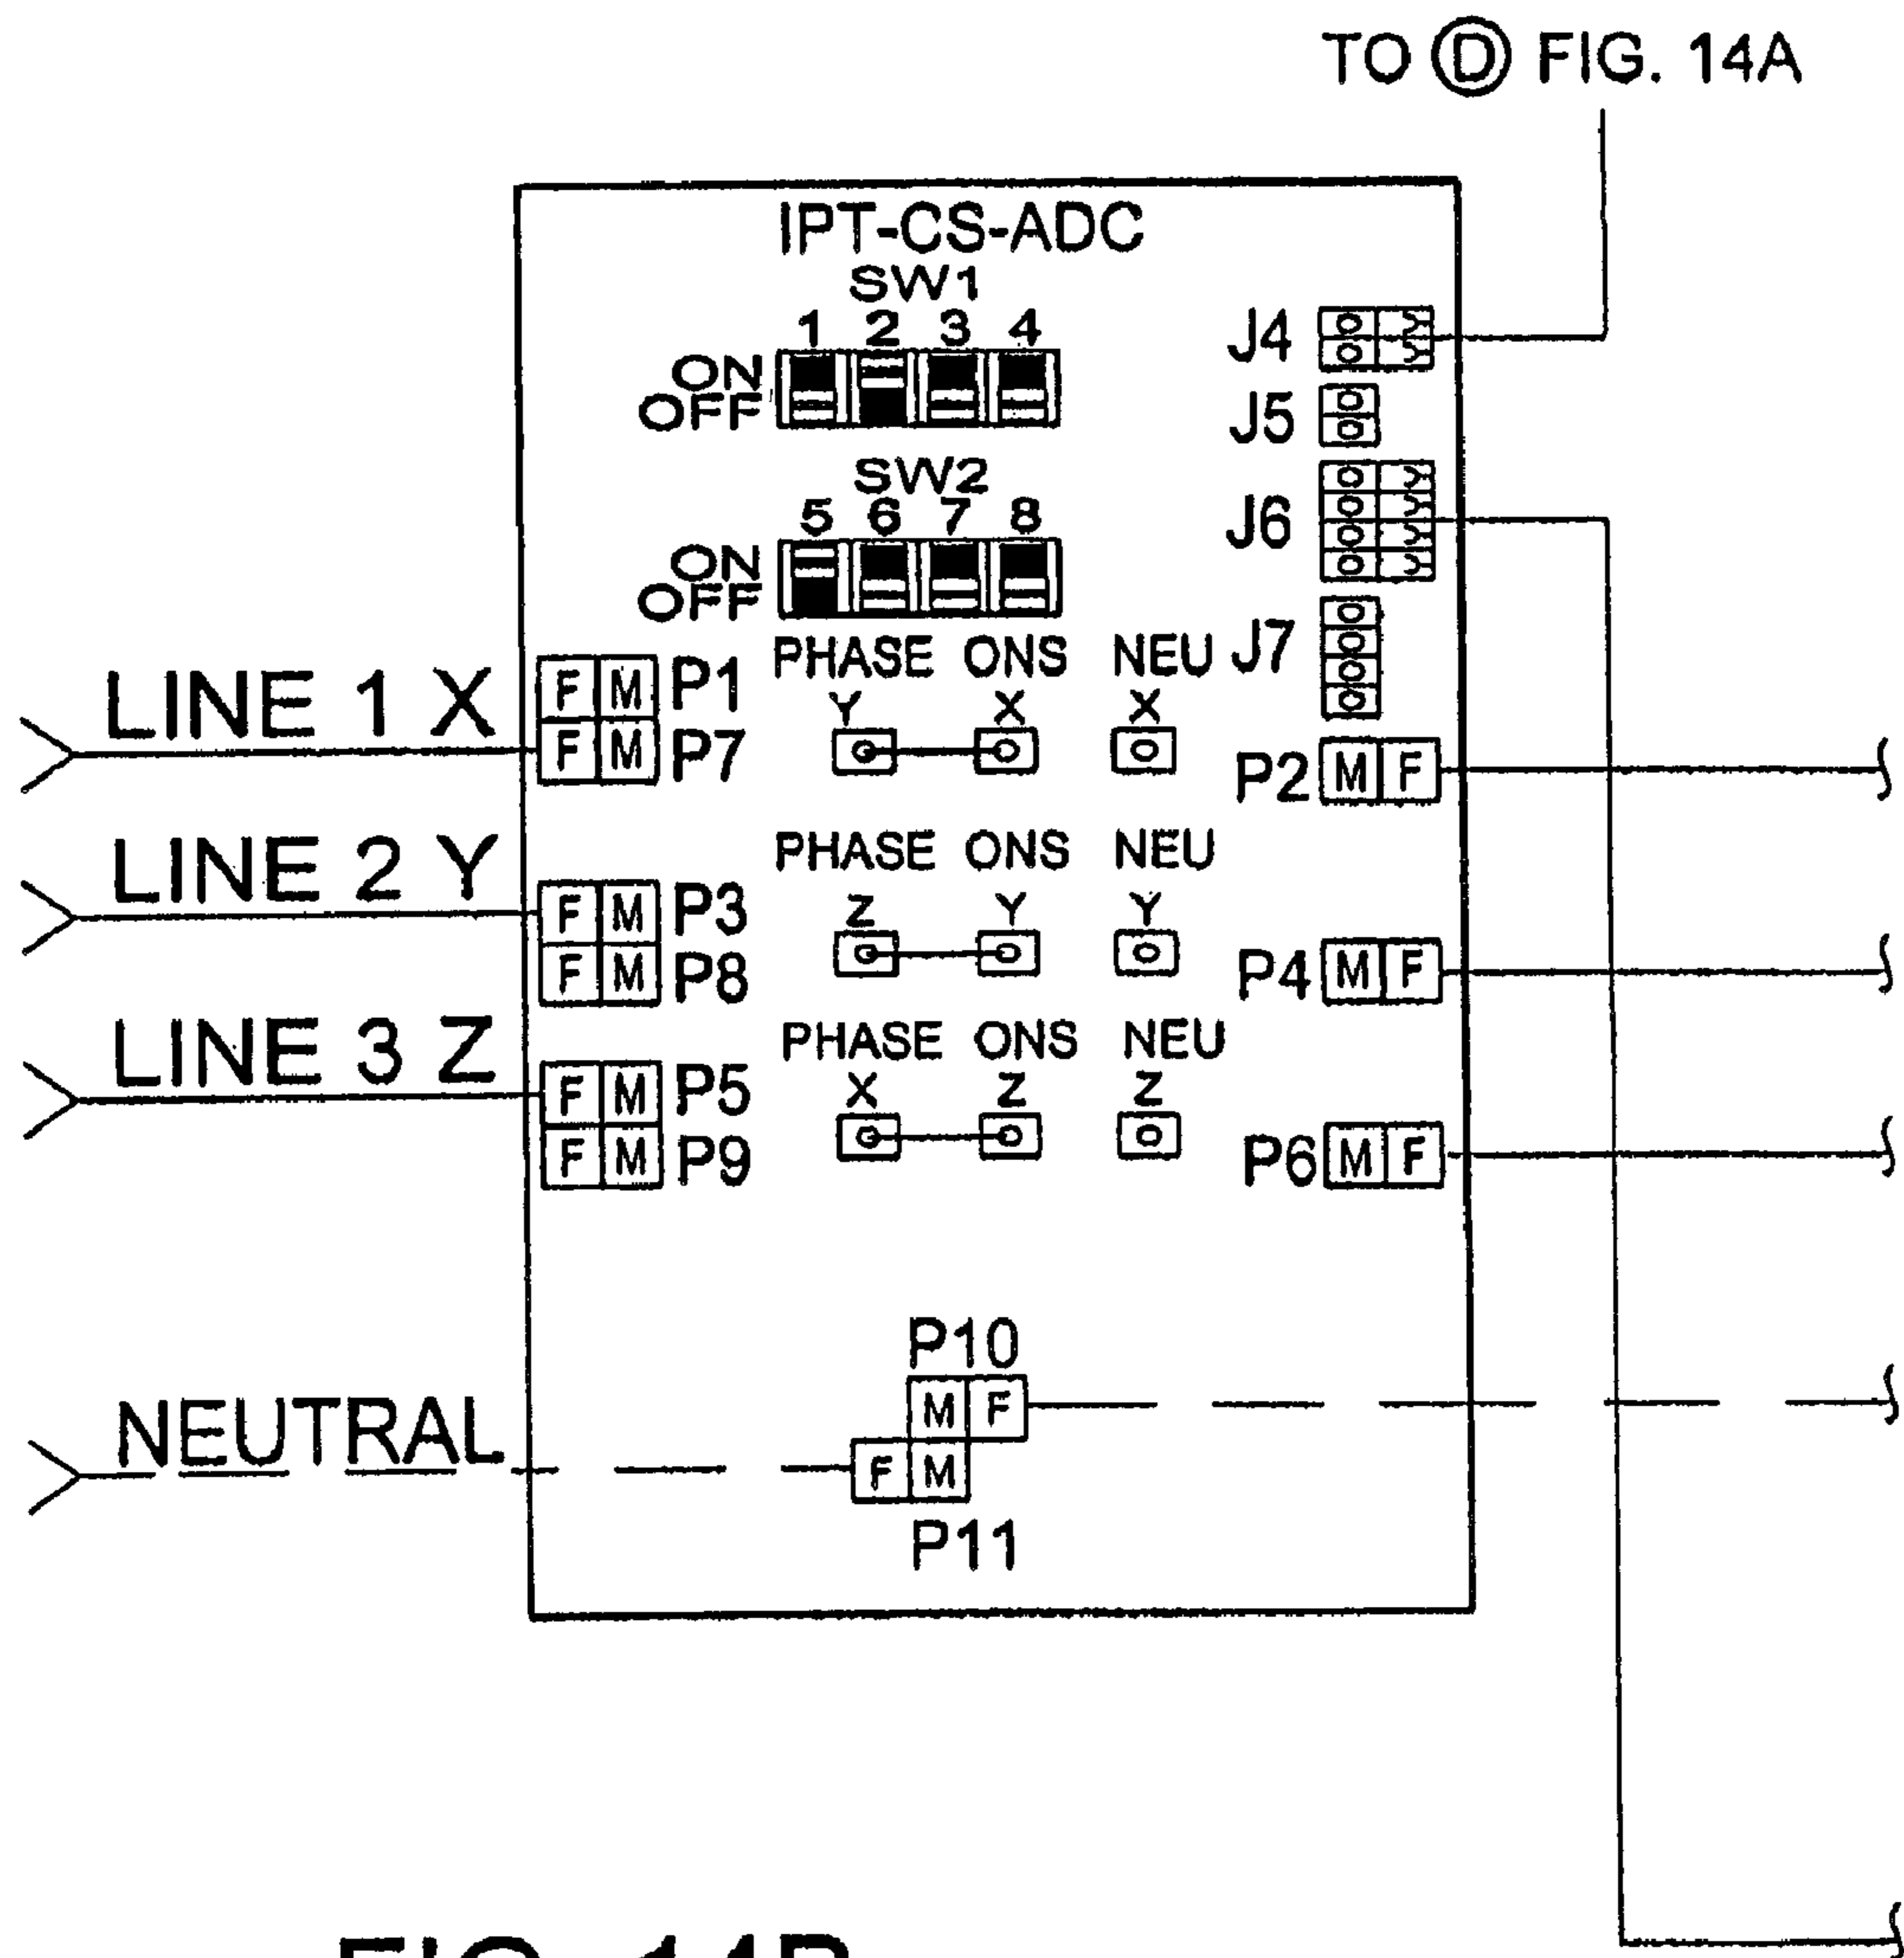 TO D FIG. 14A
IPT-CS-ADC
SW1
1 2 3 4
ON
OFF
SW2
5 6 7 8
ON
OFF
J4
J5
J6
J7
LINE 1 X
F M P1
F M P7
PHASE ONS NEU
Y X X
P2 M F
LINE 2 Y
F M P3
F M P8
PHASE ONS NEU
Z Y Y
P4 M F
LINE 3 Z
F M P5
F M P9
PHASE ONS NEU
X Z Z
P6 M F
NEUTRAL
P10
M F
F M
P11
FIG. 14B